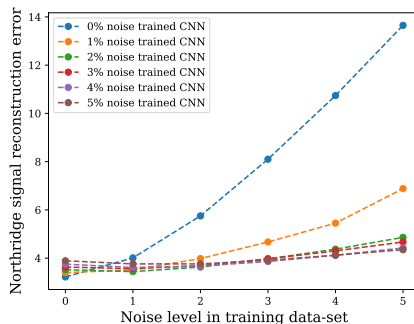 14
12
10
8
6
4
0% noise trained CNN
1% noise trained CNN
2% noise trained CNN
3% noise trained CNN
4% noise trained CNN
5% noise trained CNN
Northridge signal reconstruction error
0 1 2 3 4 5
Noise level in training data-set